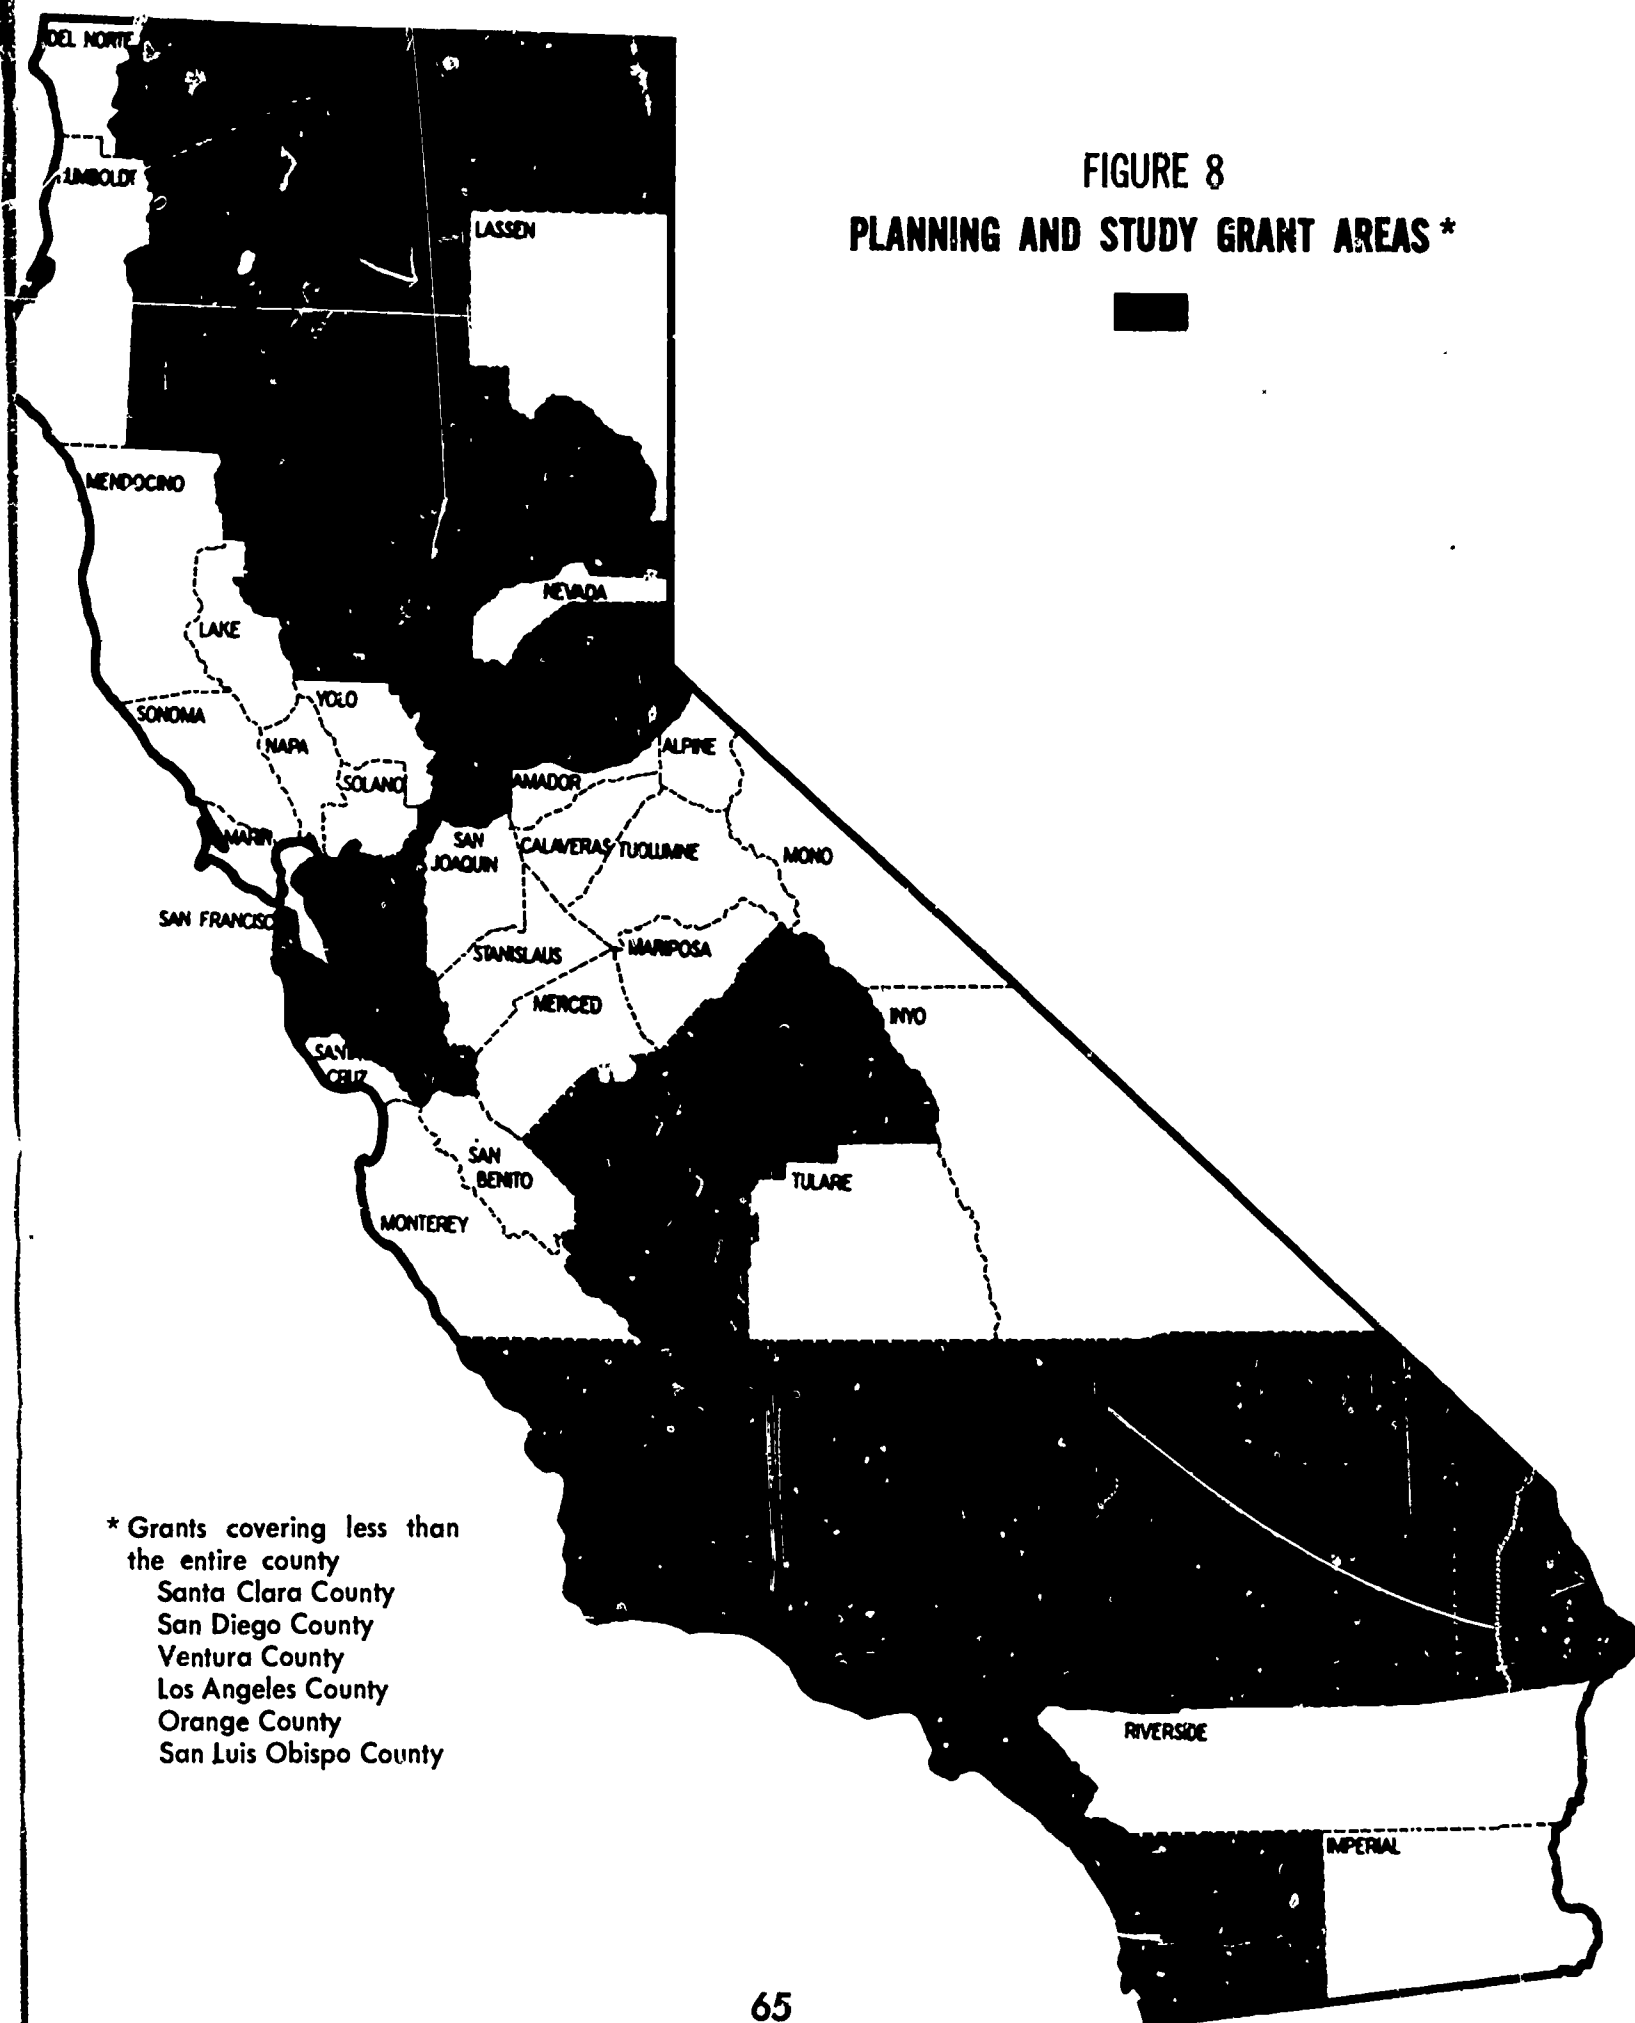 DEL NORTE
UMBOLDT
FIGURE 8
PLANNING AND STUDY GRANT AREAS *
LASSEN
MENDOCINO
NEVADA
LAKE
YOLO
SONOMA
NAPA
ALPINE
SOLANO
AMADOR
MARIN
SAN
JOAQUIN
CALAVERAS
TUOLUMNE
MONO
SAN FRANCISC
STANISLAUS
MARIPOSA
MERCED
INYO
SANTA
CRUZ
SAN
BENITO
TULARE
MONTEREY
* Grants covering less than
the entire county
Santa Clara County
San Diego County
Ventura County
Los Angeles County
Orange County
San Luis Obispo County
RIVERSIDE
IMPERIAL
65